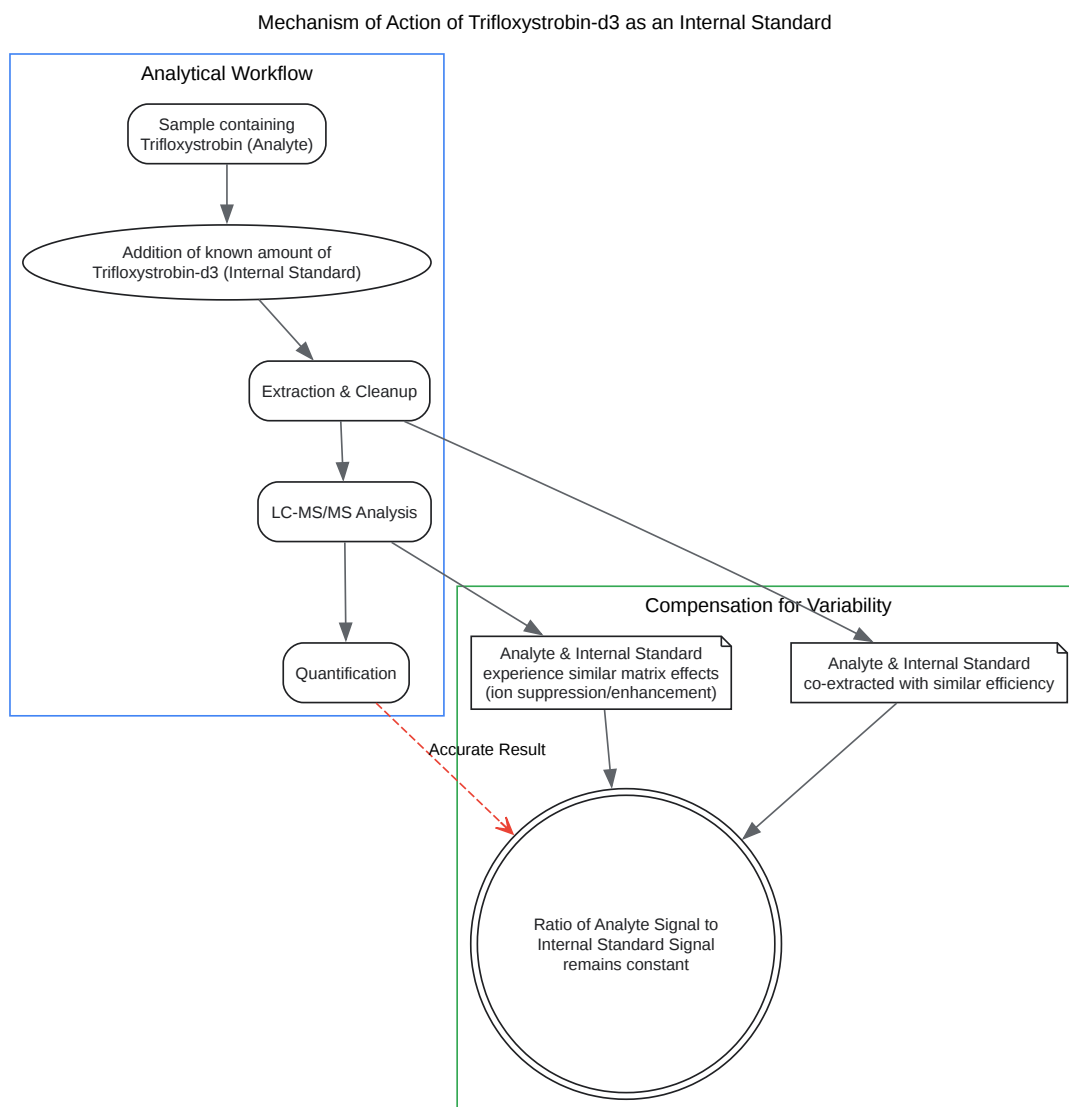 Mechanism of Action of Trifloxystrobin-d3 as an Internal Standard
Analytical Workflow
Sample containing
Trifloxystrobin (Analyte)
Addition of known amount of
Trifloxystrobin-d3 (Internal Standard)
Extraction & Cleanup
LC-MS/MS Analysis
Quantification
Accurate Result
Compensation for Variability
Analyte & Internal Standard
experience similar matrix effects
(ion suppression/enhancement)
Analyte & Internal Standard
co-extracted with similar efficiency
Ratio of Analyte Signal to
Internal Standard Signal
remains constant